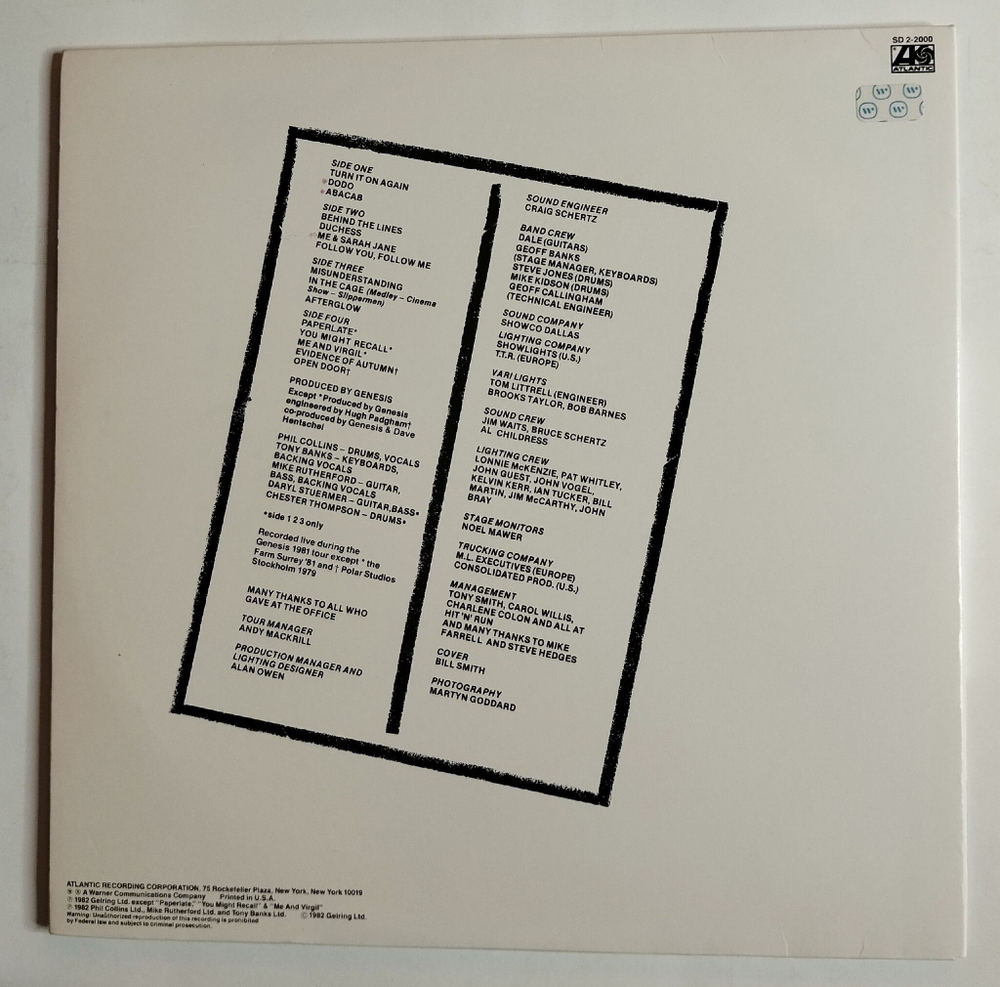 SD 2-2000
ATLANTIC
SIDE ONE
TURN IT ON AGAIN
*DODO
*ABACAB
SIDE TWO
BEHIND THE LINES
DUCHESS
ME & SARAH JANE
FOLLOW YOU, FOLLOW ME
SIDE THREE
MISUNDERSTANDING
IN THE CAGE (Medley – Cinema
Show – Slippermen)
AFTERGLOW
SIDE FOUR
PAPERLATE*
YOU MIGHT RECALL*
ME AND VIRGIL*
EVIDENCE OF AUTUMN†
OPEN DOOR†
PRODUCED BY GENESIS
Except *Produced by Genesis
engineered by Hugh Padgham†
co-produced by Genesis & Dave
Hentschel
PHIL COLLINS – DRUMS, VOCALS
TONY BANKS – KEYBOARDS,
BACKING VOCALS
MIKE RUTHERFORD – GUITAR,
BASS, BACKING VOCALS
DARYL STUERMER – GUITAR, BASS*
CHESTER THOMPSON – DRUMS*
*side 1 2 3 only
Recorded live during the
Genesis 1981 tour except * the
Farm Surrey '81 and † Polar Studios
Stockholm 1979
MANY THANKS TO ALL WHO
GAVE AT THE OFFICE
TOUR MANAGER
ANDY MACKRILL
PRODUCTION MANAGER AND
LIGHTING DESIGNER
ALAN OWEN
SOUND ENGINEER
CRAIG SCHERTZ
BAND CREW
DALE (GUITARS)
GEOFF BANKS
(STAGE MANAGER, KEYBOARDS)
STEVE JONES (DRUMS)
MIKE KIDSON (DRUMS)
GEOFF CALLINGHAM
(TECHNICAL ENGINEER)
SOUND COMPANY
SHOWCO DALLAS
LIGHTING COMPANY
SHOWLIGHTS (U.S.)
T.T.R. (EUROPE)
VARI LIGHTS
TOM LITTRELL (ENGINEER)
BROOKS TAYLOR, BOB BARNES
SOUND CREW
JIM WAITS, BRUCE SCHERTZ
AL CHILDRESS
LIGHTING CREW
LONNIE McKENZIE, PAT WHITLEY,
JOHN GUEST, JOHN VOGEL,
KELVIN KERR, IAN TUCKER, BILL
MARTIN, JIM McCARTHY, JOHN
BRAY
STAGE MONITORS
NOEL MAWER
TRUCKING COMPANY
M.L. EXECUTIVES (EUROPE)
CONSOLIDATED PROD. (U.S.)
MANAGEMENT
TONY SMITH, CAROL WILLIS,
CHARLENE COLON AND ALL AT
HIT 'N' RUN
AND MANY THANKS TO MIKE
FARRELL AND STEVE HEDGES
COVER
BILL SMITH
PHOTOGRAPHY
MARTYN GODDARD
ATLANTIC RECORDING CORPORATION, 75 Rockefeller Plaza, New York, New York 10019
A Warner Communications Company Printed in U.S.A.
℗ 1982 Gelring Ltd. except "Paperlate," "You Might Recall" & "Me And Virgil"
℗ 1982 Phil Collins Ltd., Mike Rutherford Ltd. and Tony Banks Ltd. © 1982 Gelring Ltd.
Warning: Unauthorized reproduction of this recording is prohibited
by Federal law and subject to criminal prosecution.